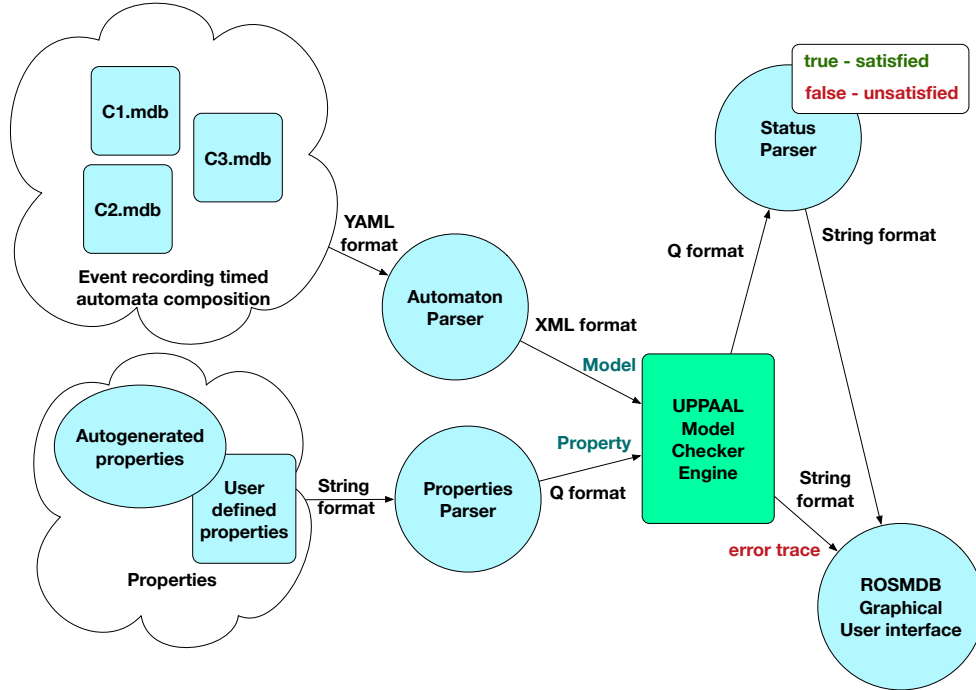 true - satisfied
false - unsatisfied
C1.mdb
C3.mdb
C2.mdb
Status
Parser
Event recording timed
automata composition
YAML
format
Q format
String format
Automaton
Parser
XML format
Model
Autogenerated
properties
User
defined
properties
Properties
String
format
Properties
Parser
Property
Q format
UPPAAL
Model
Checker
Engine
String
format
error trace
ROSMDB
Graphical
User interface